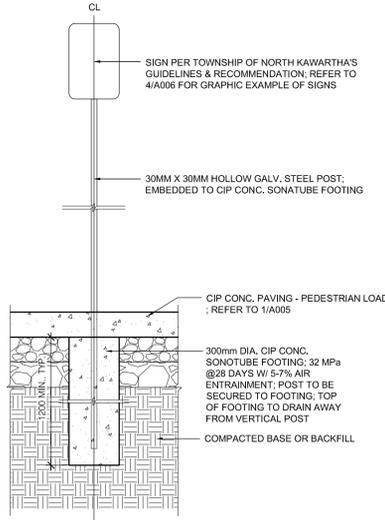 CL
SIGN PER TOWNSHIP OF NORTH KAWARTHA'S
GUIDELINES & RECOMMENDATION; REFER TO
4/A006 FOR GRAPHIC EXAMPLE OF SIGNS
30MM X 30MM HOLLOW GALV. STEEL POST;
EMBEDDED TO CIP CONC. SONATUBE FOOTING
CIP CONC. PAVING - PEDESTRIAN LOAD
; REFER TO 1/A005
300mm DIA. CIP CONC.
SONOTUBE FOOTING; 32 MPa
@28 DAYS W/ 5-7% AIR
ENTRAINMENT; POST TO BE
SECURED TO FOOTING; TOP
OF FOOTING TO DRAIN AWAY
FROM VERTICAL POST
1200 MIN. TYP.
COMPACTED BASE OR BACKFILL